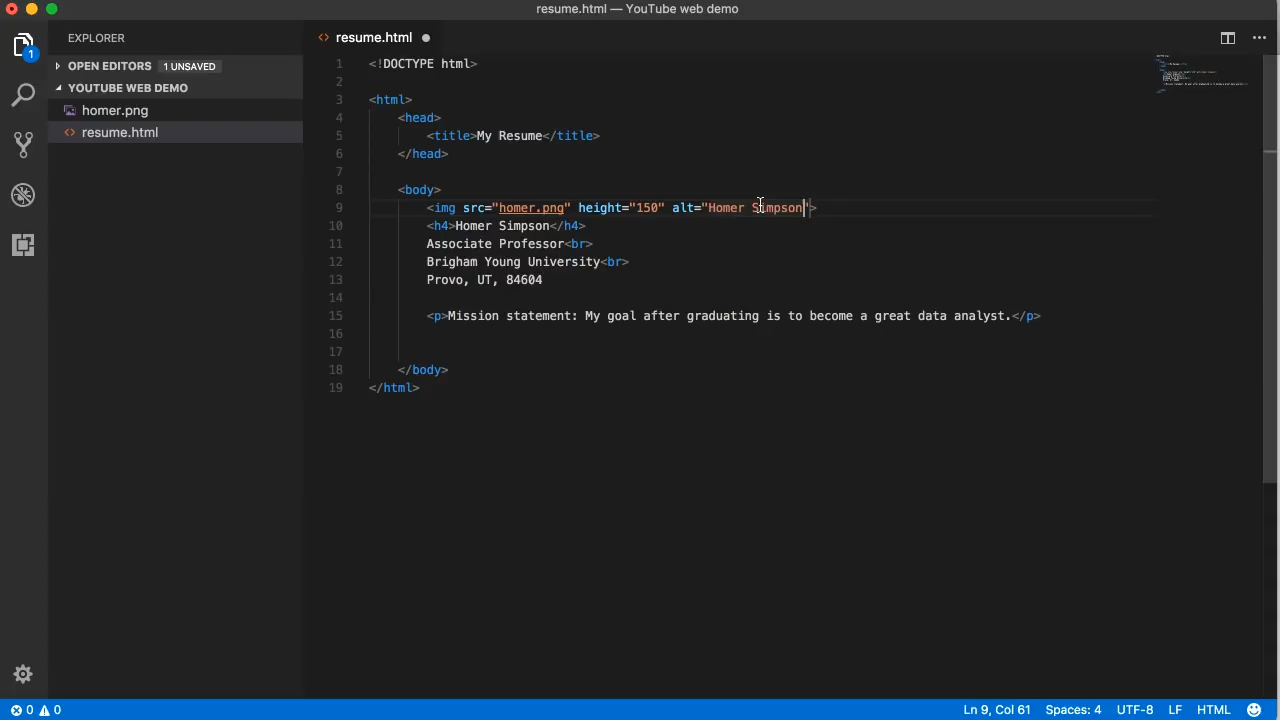 resume.html — YouTube web demo
EXPLORER
OPEN EDITORS 1 UNSAVED
YOUTUBE WEB DEMO
homer.png
resume.html
1
resume.html
1 <!DOCTYPE html>
2
3 <html>
4 <head>
5 <title>My Resume</title>
6 </head>
7
8 <body>
9 <img src="homer.png" height="150" alt="Homer Simpson">
10 <h4>Homer Simpson</h4>
11 Associate Professor<br>
12 Brigham Young University<br>
13 Provo, UT, 84604
14
15 <p>Mission statement: My goal after graduating is to become a great data analyst.</p>
16
17
18 </body>
19 </html>
0 0 Ln 9, Col 61 Spaces: 4 UTF-8 LF HTML